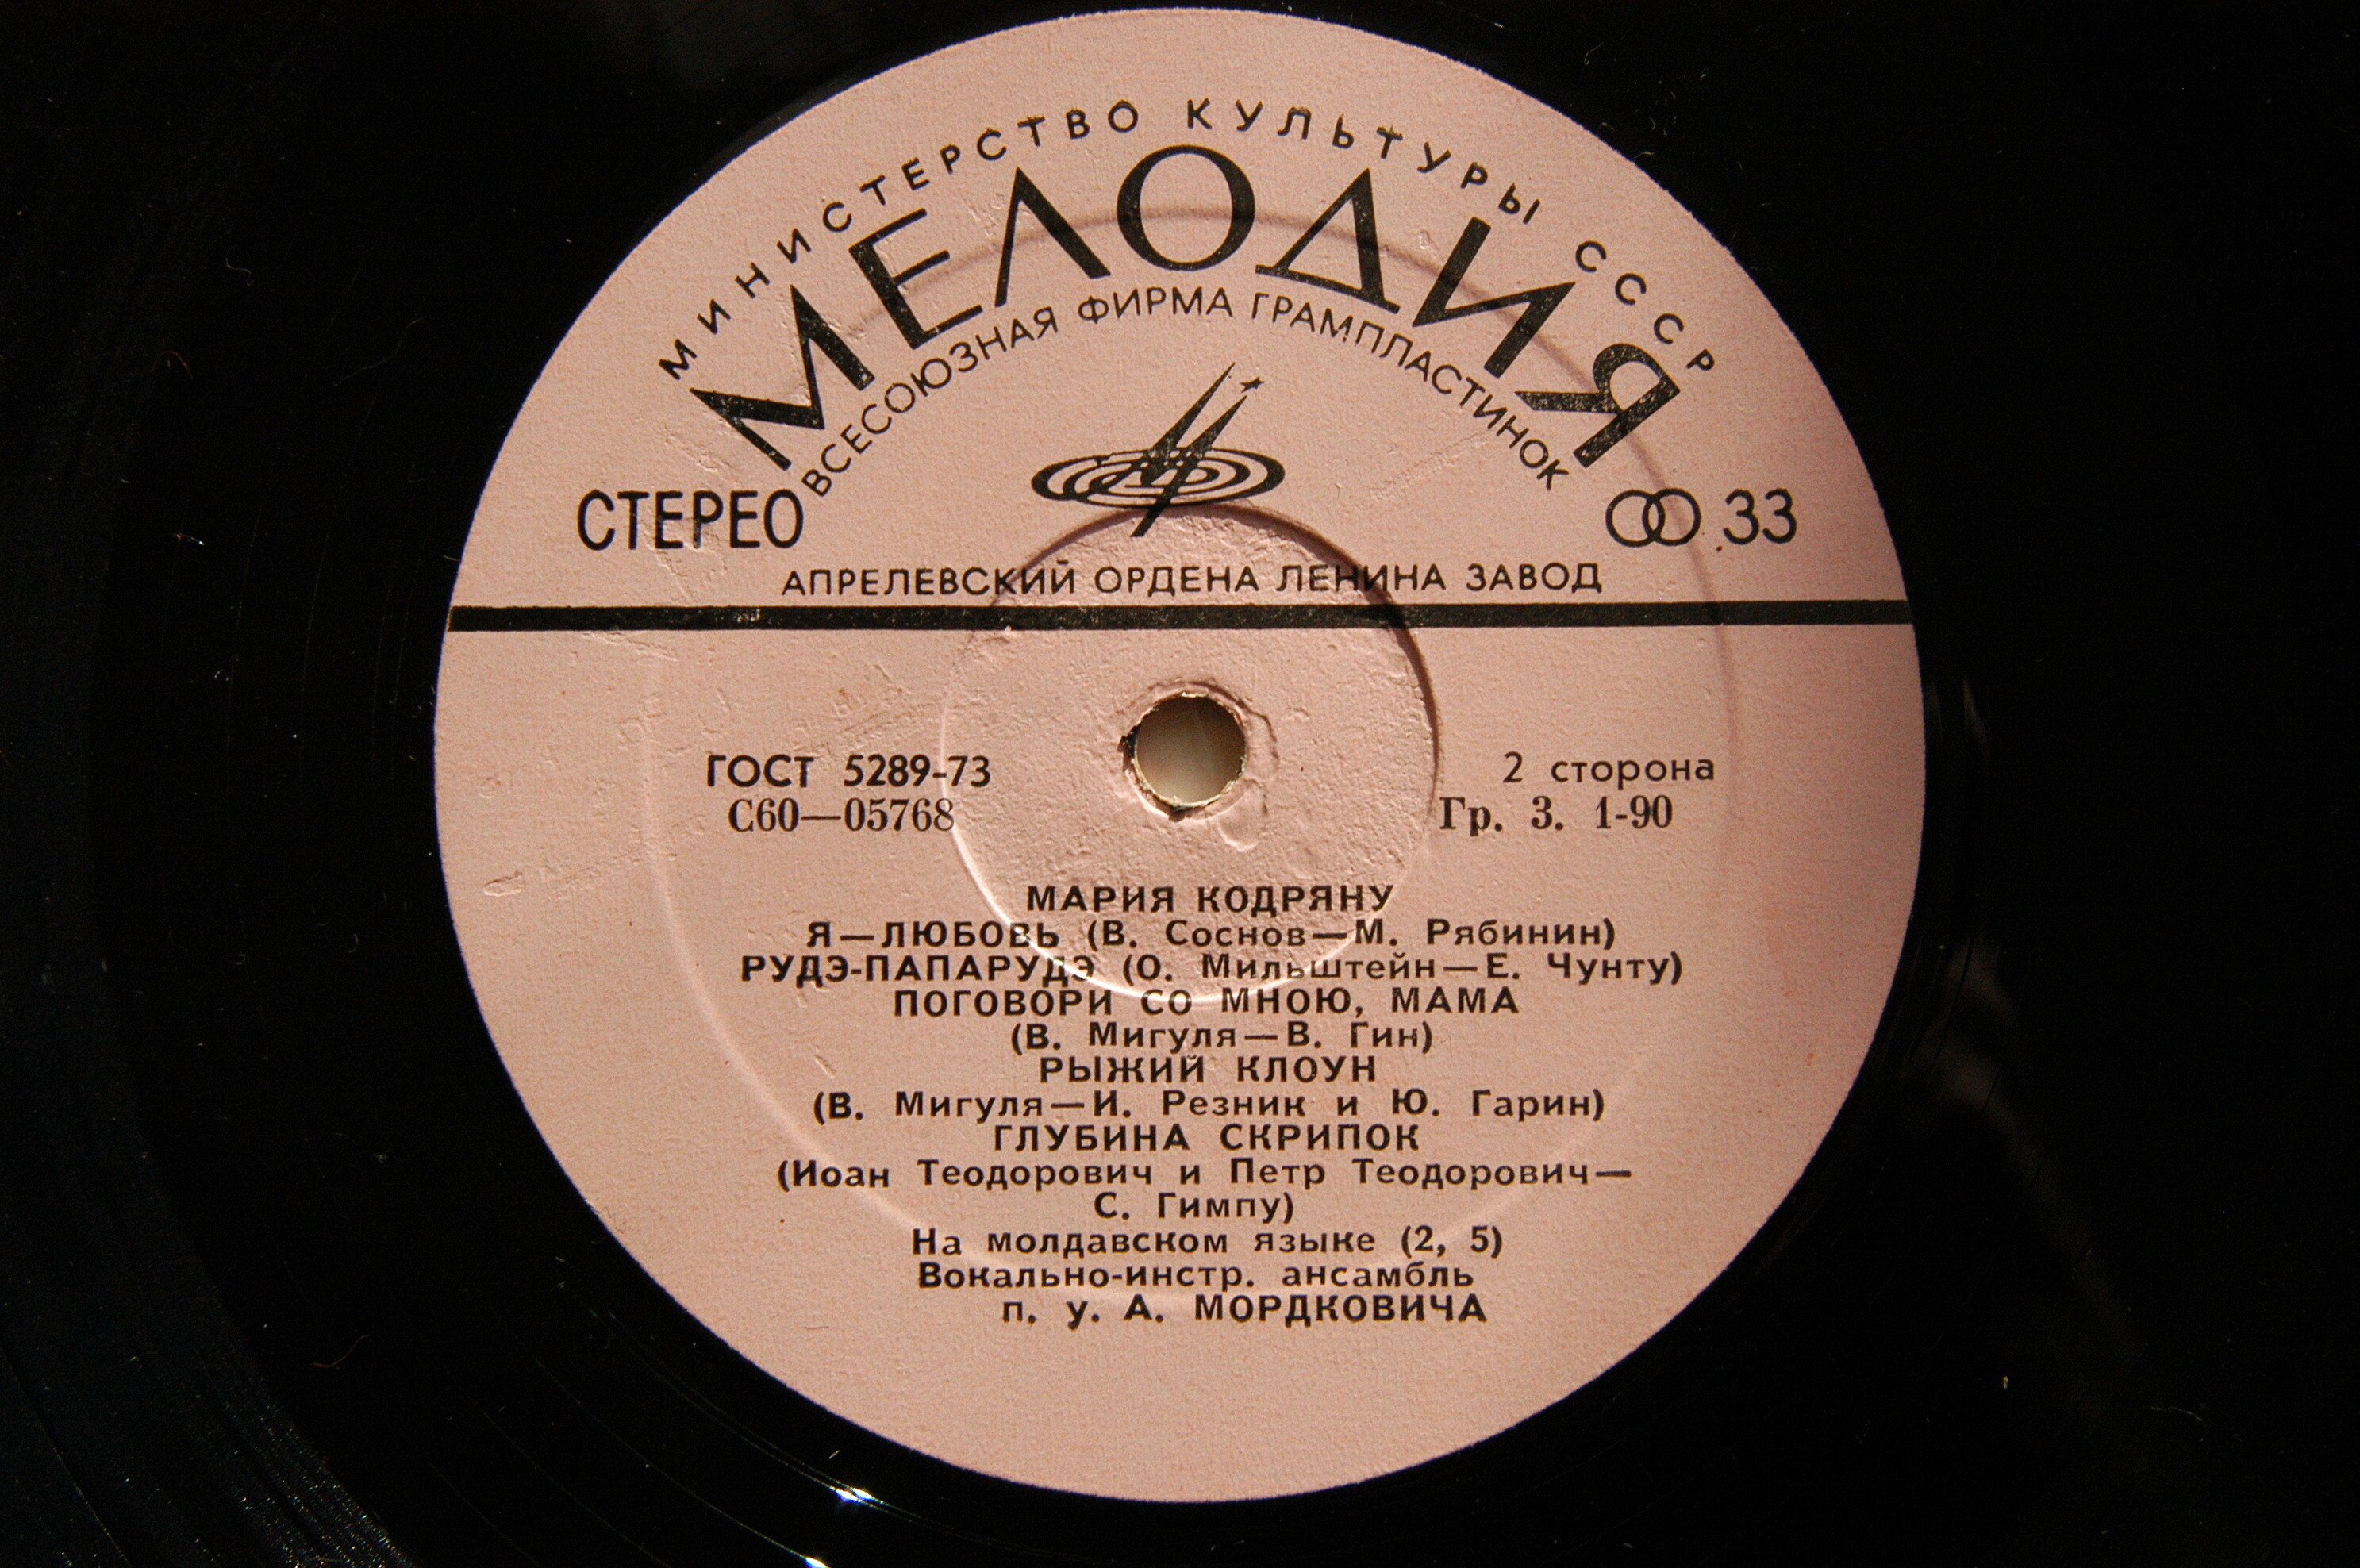 МИНИСТЕРСТВО КУЛЬТУРЫ СССР
МЕЛОДИЯ
ВСЕСОЮЗНАЯ ФИРМА ГРАМПЛАСТИНОК
СТЕРЕО 33
АПРЕЛЕВСКИЙ ОРДЕНА ЛЕНИНА ЗАВОД
ГОСТ 5289-73 2 сторона
С60—05768 Гр. 3. 1-90
МАРИЯ КОДРЯНУ
Я—ЛЮБОВЬ (В. Соснов—М. Рябинин)
РУДЭ-ПАПАРУДЭ (О. Мильштейн—Е. Чунту)
ПОГОВОРИ СО МНОЮ, МАМА
(В. Мигуля—В. Гин)
РЫЖИЙ КЛОУН
(В. Мигуля—И. Резник и Ю. Гарин)
ГЛУБИНА СКРИПОК
(Иоан Теодорович и Петр Теодорович—
С. Гимпу)
На молдавском языке (2, 5)
Вокально-инстр. ансамбль
п. у. А. МОРДКОВИЧА